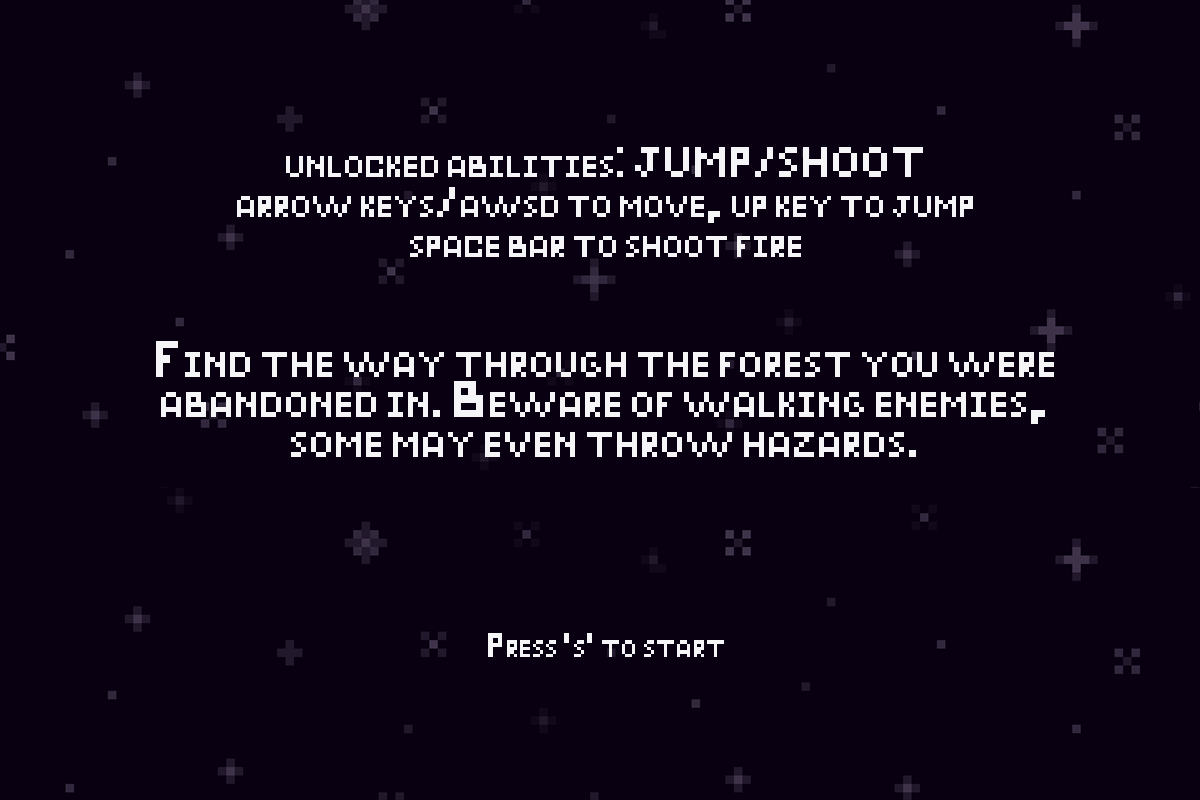 unlocked abilities: JUMP/SHOOT
arrow keys/awsd to move, up key to jump
space bar to shoot fire
Find the way through the forest you were
abandoned in. Beware of walking enemies,
some may even throw hazards.
Press 's' to start